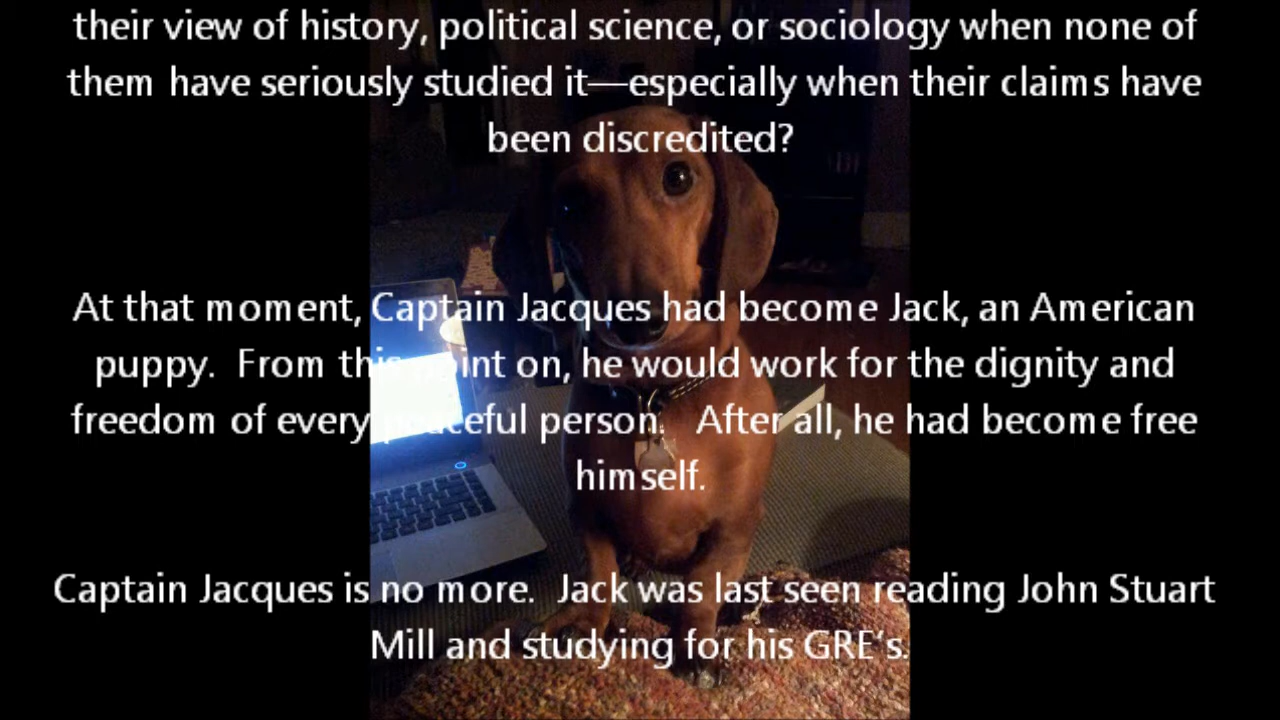 their view of history, political science, or sociology when none of
them have seriously studied it—especially when their claims have
been discredited?
At that moment, Captain Jacques had become Jack, an American
puppy. From this point on, he would work for the dignity and
freedom of every peaceful person. After all, he had become free
himself.
Captain Jacques is no more. Jack was last seen reading John Stuart
Mill and studying for his GRE's.